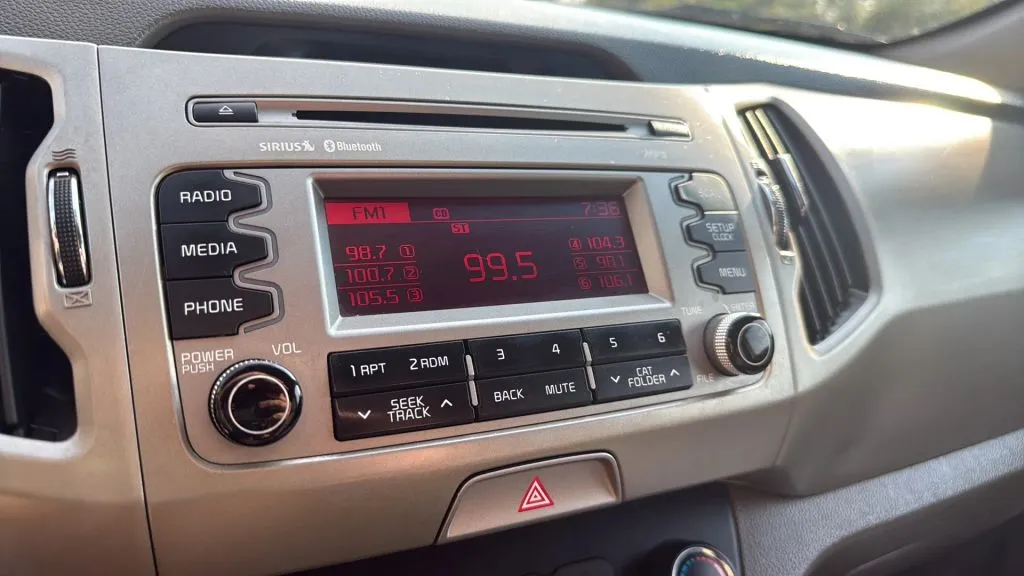 SIRIUS Bluetooth
RADIO
MEDIA
PHONE
FM1 CD 7:36
ST
98.7 1
100.7 2
105.5 3
99.5
4 104.3
5 98.1
6 106.1
SETUP
CLOCK
MENU
POWER
PUSH
VOL
TUNE
FILE
1 RPT 2 RDM
3 4
5 6
SEEK
TRACK
BACK MUTE
CAT
FOLDER